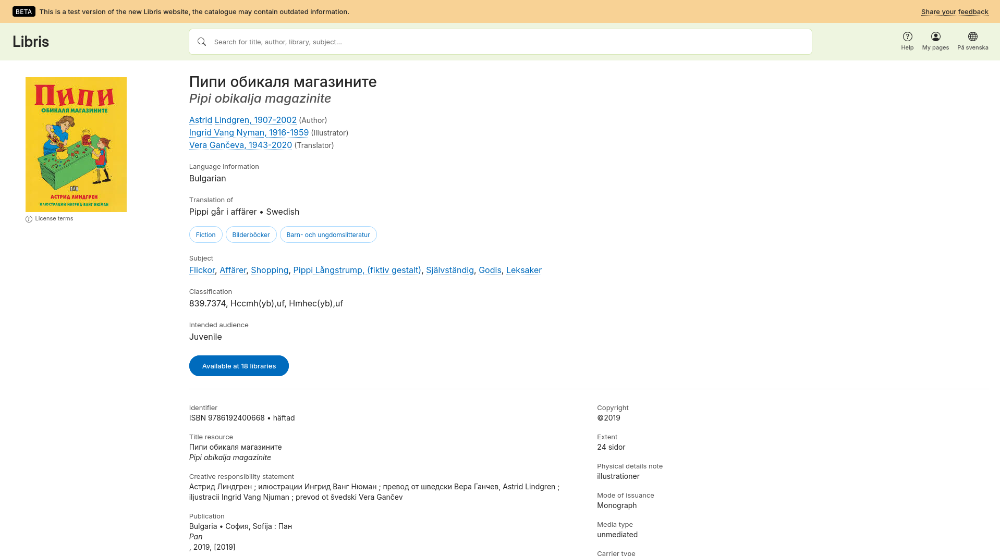 BETA This is a test version of the new Libris website, the catalogue may contain outdated information. Share your feedback
Libris
Search for title, author, library, subject...
Help
My pages
På svenska
Пипи
ОБИКАЛЯ МАГАЗИНИТЕ
ПАН
АСТРИД ЛИНДГРЕН
ИЛЮСТРАЦИИ ИНГРИД ВАНГ НЮМАН
License terms
Пипи обикаля магазините
Pipi obikalja magazinite
Astrid Lindgren, 1907-2002 (Author)
Ingrid Vang Nyman, 1916-1959 (Illustrator)
Vera Gančeva, 1943-2020 (Translator)
Language information
Bulgarian
Translation of
Pippi går i affärer • Swedish
Fiction
Bilderböcker
Barn- och ungdomslitteratur
Subject
Flickor, Affärer, Shopping, Pippi Långstrump, (fiktiv gestalt), Självständig, Godis, Leksaker
Classification
839.7374, Hccmh(yb),uf, Hmhec(yb),uf
Intended audience
Juvenile
Available at 18 libraries
Identifier
ISBN 9786192400668 • häftad
Title resource
Пипи обикаля магазините
Pipi obikalja magazinite
Creative responsibility statement
Астрид Линдгрен ; илюстрации Ингрид Ванг Нюман ; превод от шведски Вера Ганчев, Astrid Lindgren ;
iljustracii Ingrid Vang Njuman ; prevod ot švedski Vera Gančev
Publication
Bulgaria • София, Sofija : Пан
Pan
, 2019, [2019]
Copyright
©2019
Extent
24 sidor
Physical details note
illustrationer
Mode of issuance
Monograph
Media type
unmediated
Carrier type